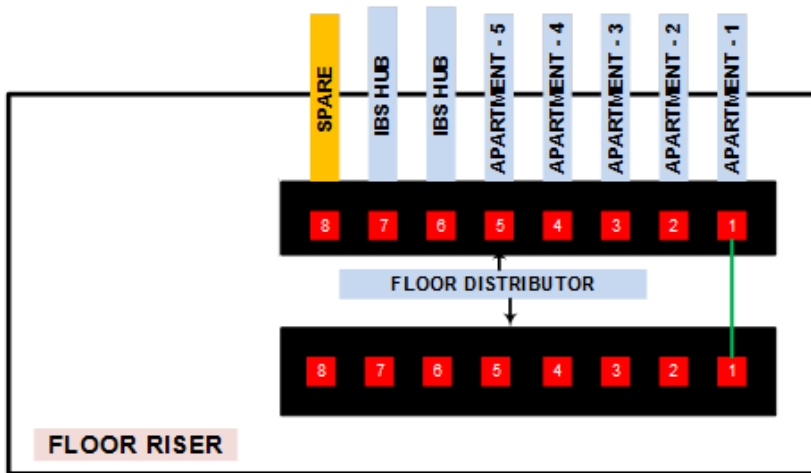 SPARE
IBS HUB
IBS HUB
APARTMENT - 5
APARTMENT - 4
APARTMENT - 3
APARTMENT - 2
APARTMENT - 1
8 7 6 5 4 3 2 1
FLOOR DISTRIBUTOR
8 7 6 5 4 3 2 1
FLOOR RISER